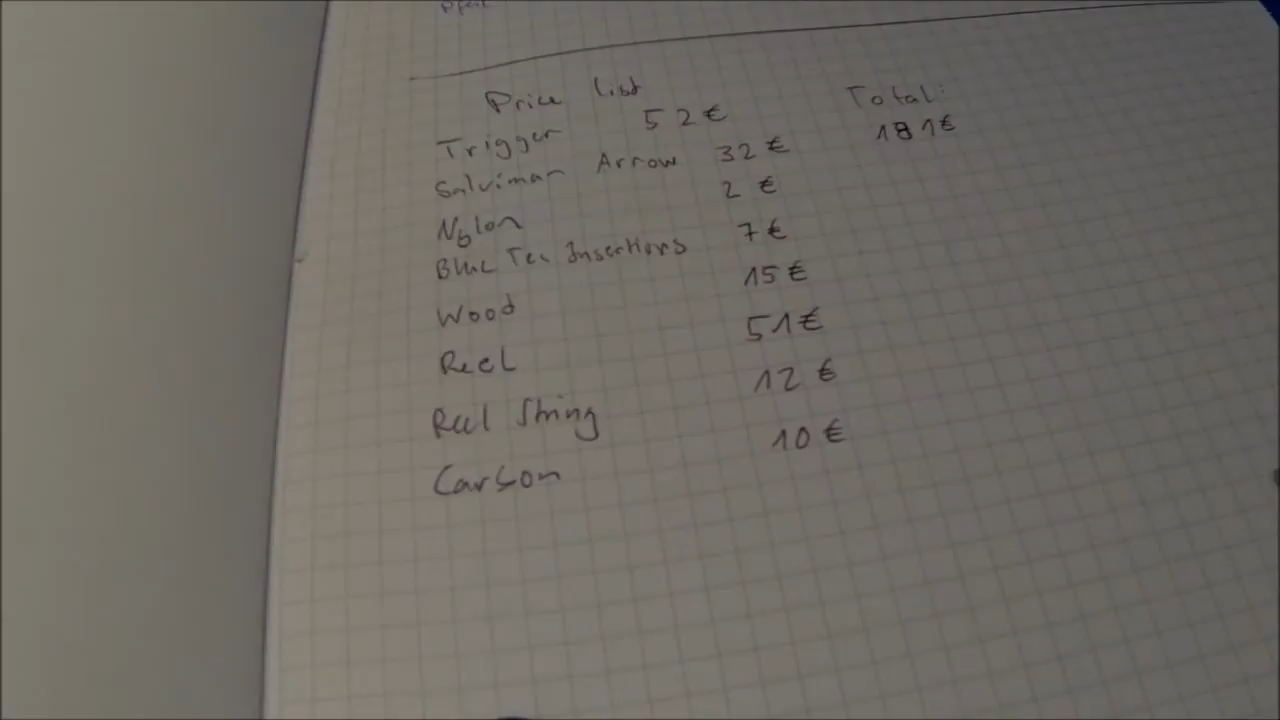 Price list
Total:
Trigger 52€
181€
Salviman Arrow 32€
Nylon 2€
Blue Tec Insertions 7€
Wood 15€
Reel 51€
Reel String 12€
Carbon 10€